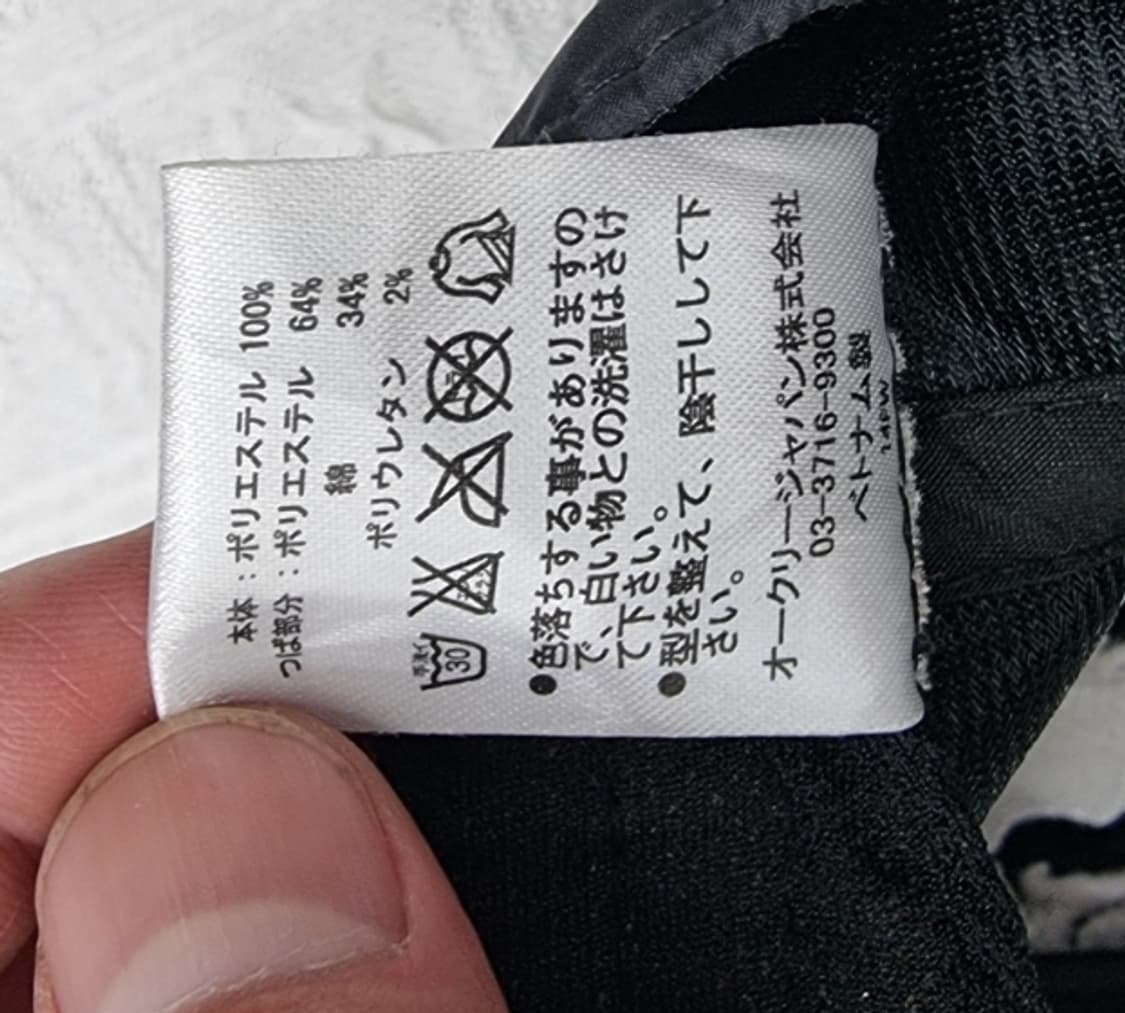 本体：ポリエステル 100%
つば部分：ポリエステル 64%
綿 34%
ポリウレタン 2%
手洗イ
30
●色落ちする事がありますの
で、白い物との洗濯はさけ
て下さい。
●型を整えて、陰干しして下
さい。
オークリージャパン株式会社
03-3716-9300
ベトナム製
14FW